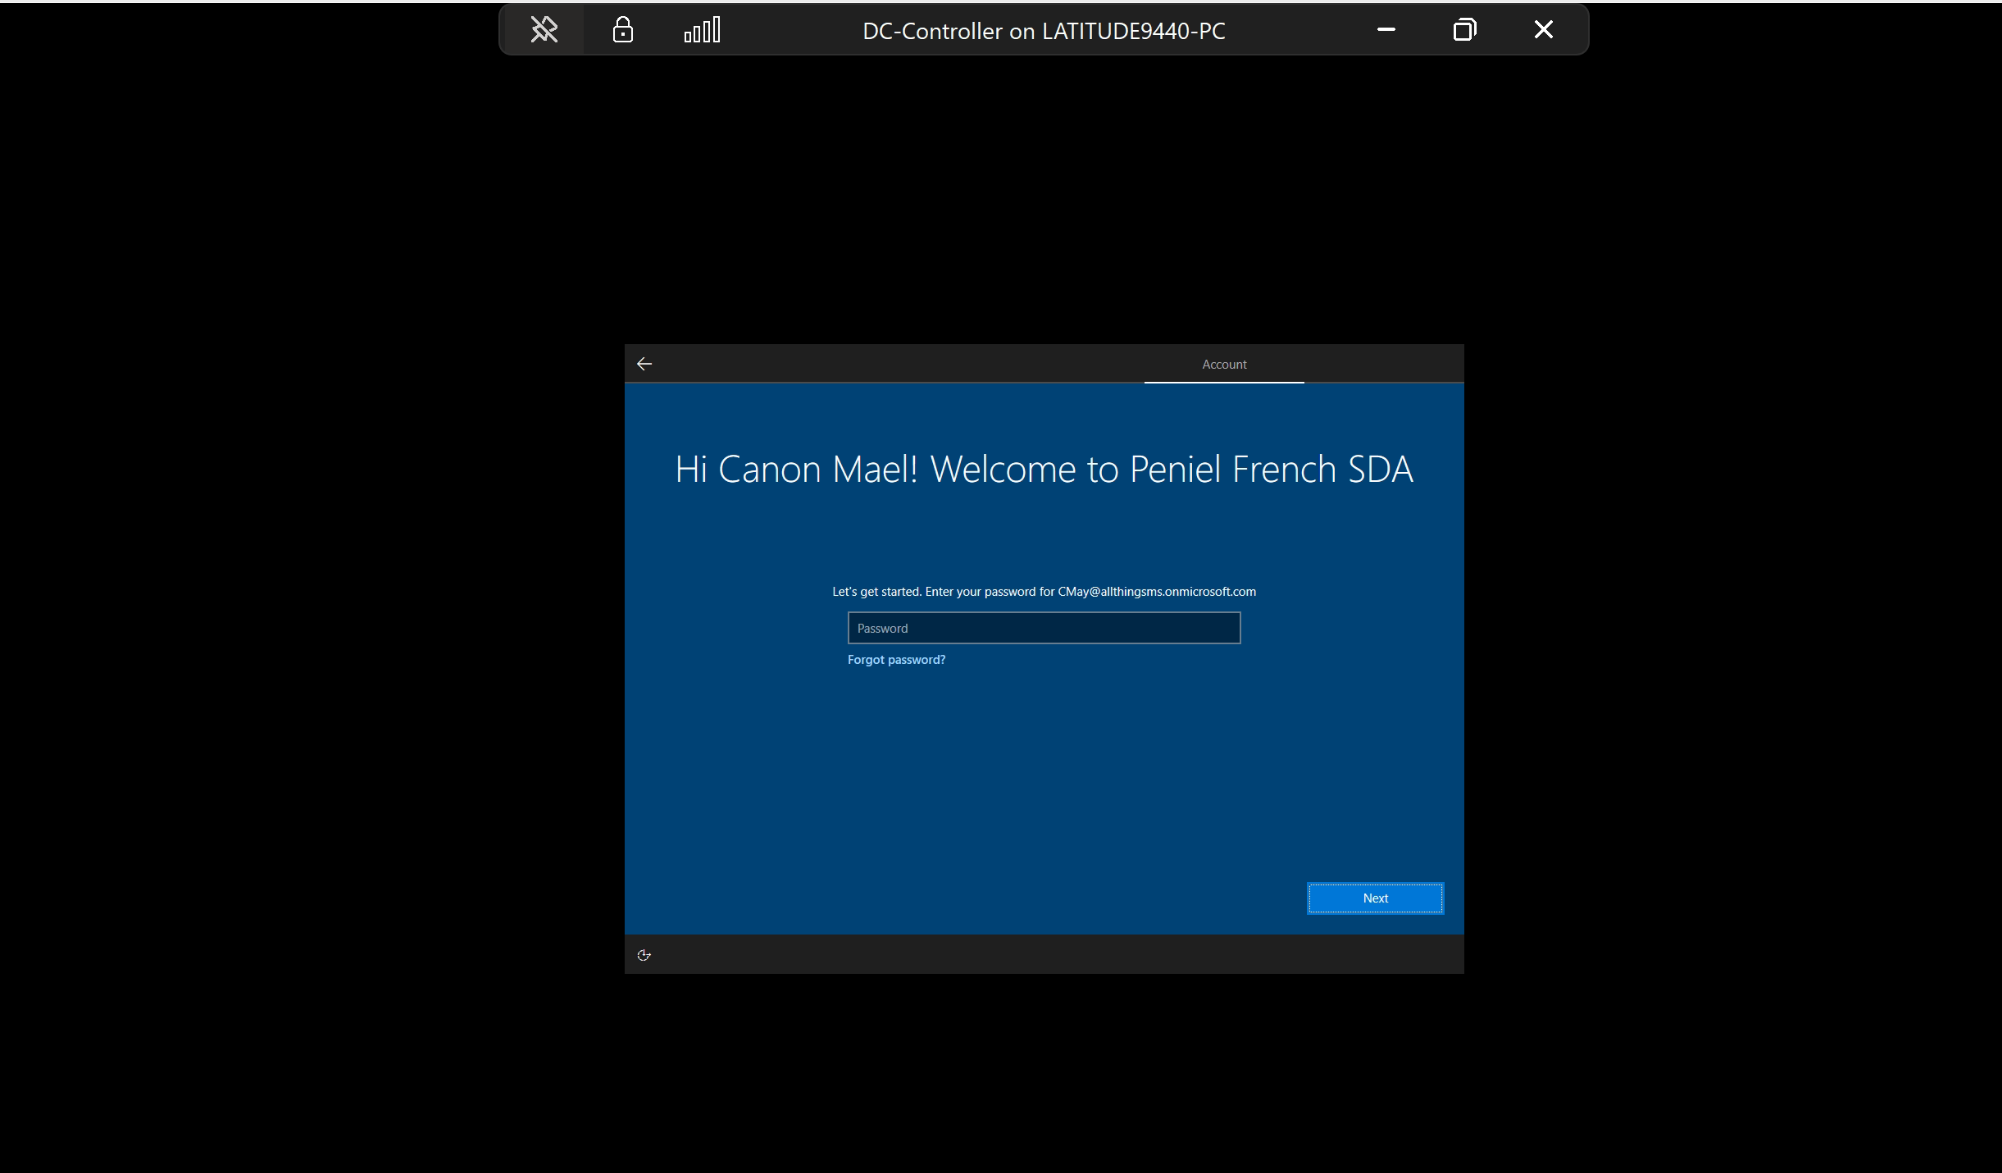 DC-Controller on LATITUDE9440-PC
Account
Hi Canon Mael! Welcome to Peniel French SDA
Let's get started. Enter your password for CMay@allthingsms.onmicrosoft.com
Password
Forgot password?
Next